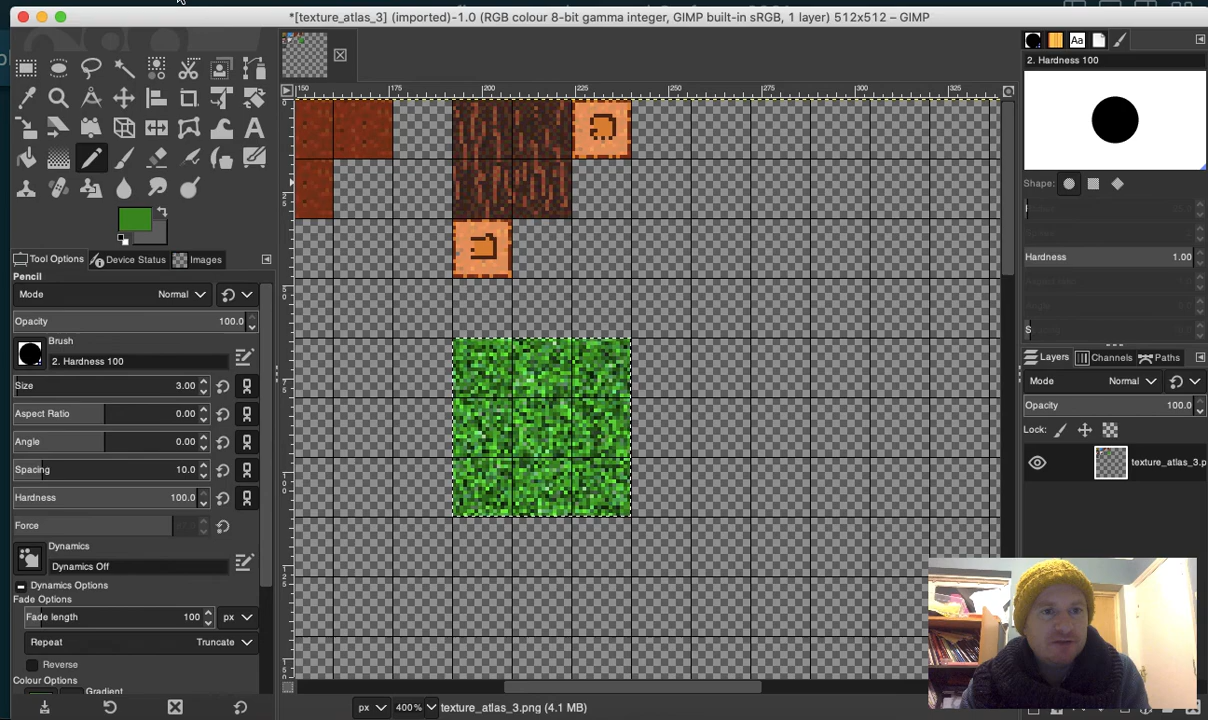 *[texture_atlas_3] (imported)-1.0 (RGB colour 8-bit gamma integer, GIMP built-in sRGB, 1 layer) 512x512 – GIMP
2. Hardness 100
Shape:
Hardness 1.00
150 175 200 225 250 275 300 325
Tool Options Device Status Images
Pencil
Mode Normal
Opacity 100.0
Brush
2. Hardness 100
Size 3.00
Aspect Ratio 0.00
Angle 0.00
Spacing 10.0
Hardness 100.0
Force
Dynamics
Dynamics Off
Dynamics Options
Fade Options
Fade length 100 px
Repeat Truncate
Reverse
Colour Options
Gradient
Layers Channels Paths
Mode Normal
Opacity 100.0
Lock:
texture_atlas_3.p
px 400% texture_atlas_3.png (4.1 MB)